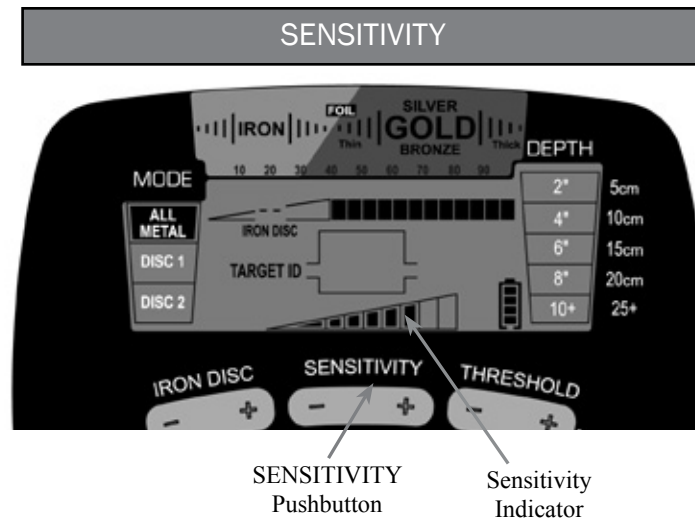 SENSITIVITY
IRON
FOIL
SILVER
GOLD
BRONZE
Thin
Thick
10 20 30 40 50 60 70 80 90
MODE
DEPTH
ALL
METAL
DISC 1
DISC 2
IRON DISC
TARGET ID
2" 5cm
4" 10cm
6" 15cm
8" 20cm
10+ 25+
IRON DISC
SENSITIVITY
THRESHOLD
- +
- +
- +
SENSITIVITY
Pushbutton
Sensitivity
Indicator